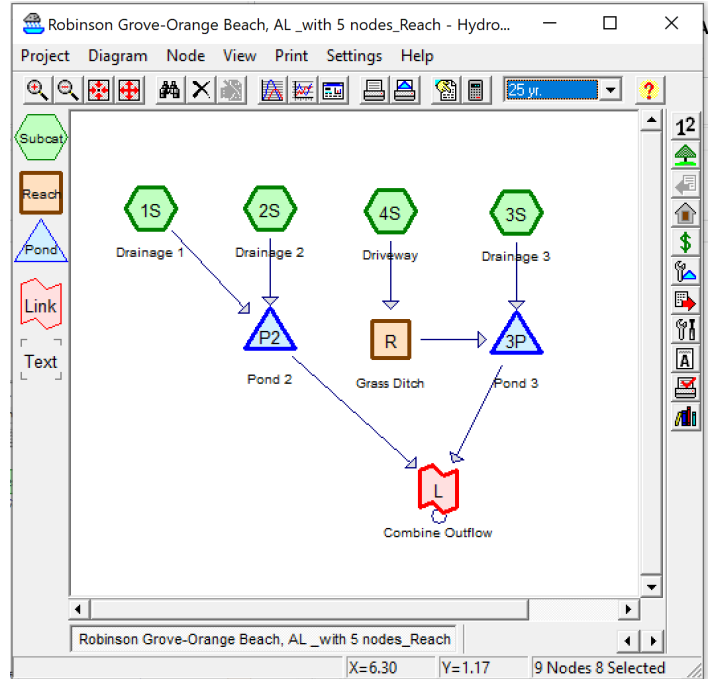 Robinson Grove-Orange Beach, AL _with 5 nodes_Reach - Hydro...
Project Diagram Node View Print Settings Help
25 yr.
?
Subcat
Reach
Pond
Link
Text
12
$
A
1S 2S 4S 3S
Drainage 1 Drainage 2 Driveway Drainage 3
P2 R 3P
Pond 2 Grass Ditch Pond 3
L
Combine Outflow
Robinson Grove-Orange Beach, AL _with 5 nodes_Reach
X=6.30 Y=1.17 9 Nodes 8 Selected